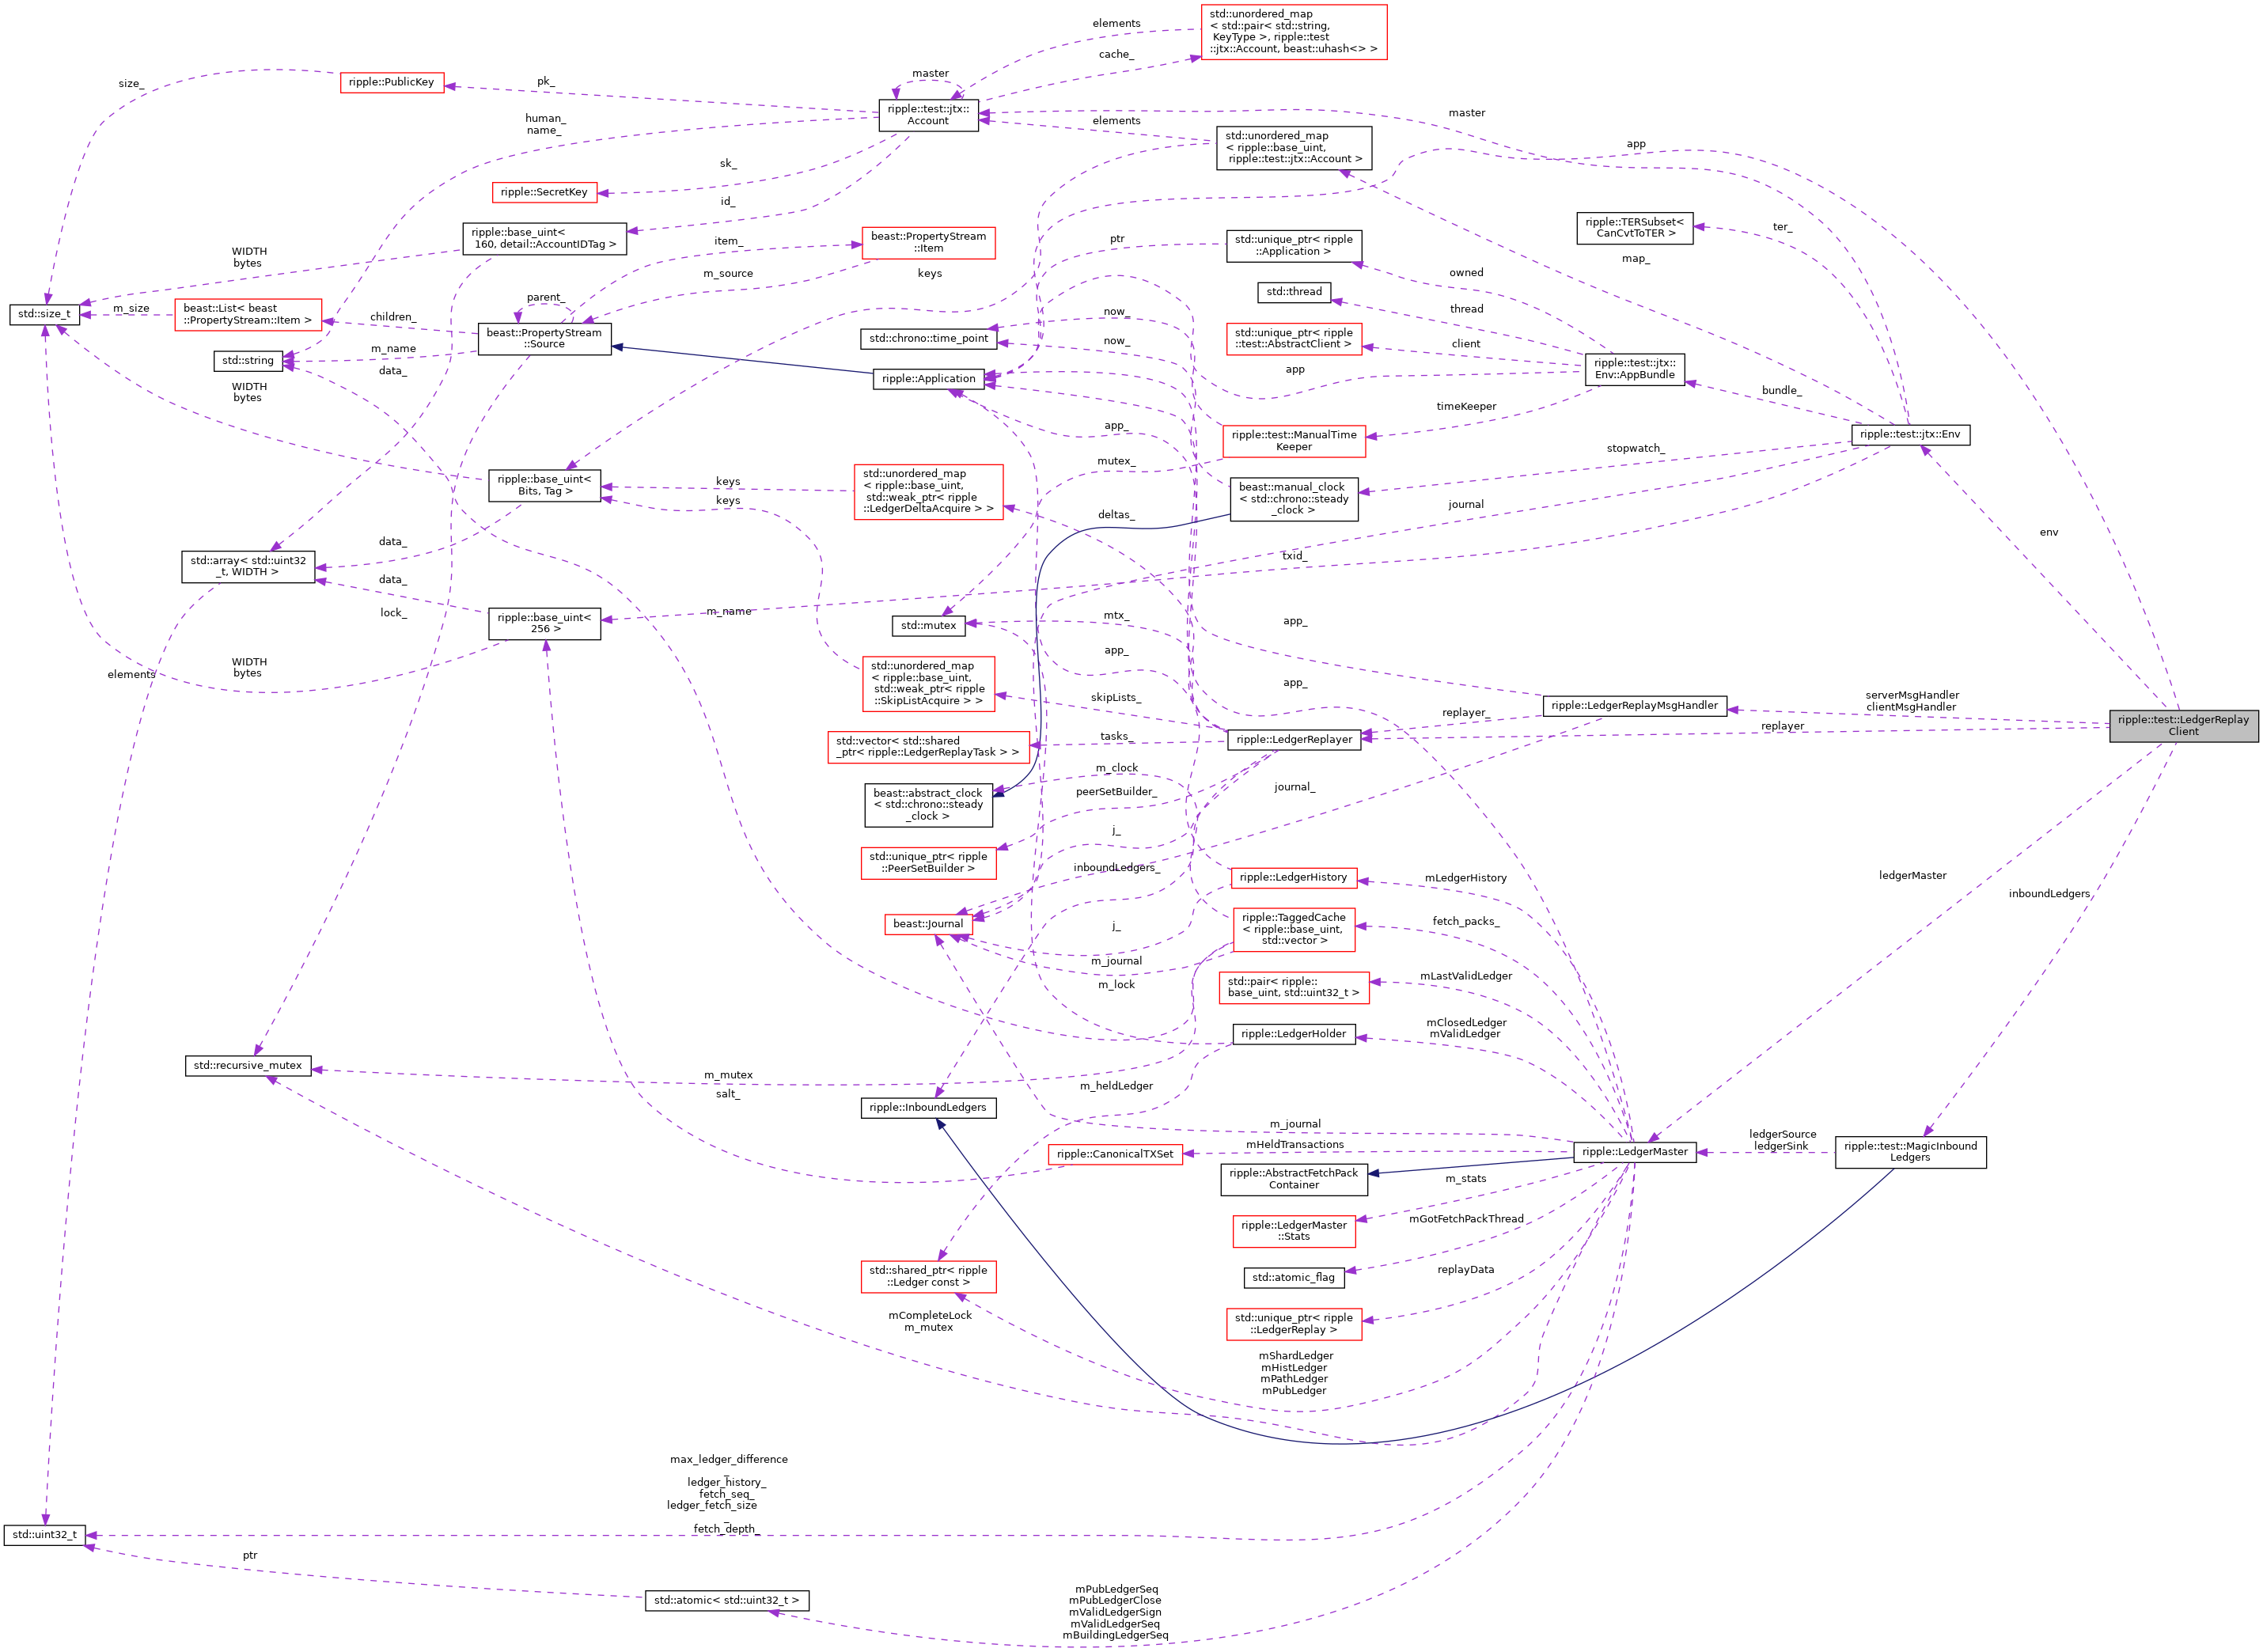 std::unordered_map
< std::pair< std::string,
KeyType >, ripple::test
::jtx::Account, beast::uhash<> >
elements
cache_
master
ripple::test::jtx::
Account
size_
ripple::PublicKey
pk_
human_
name_
elements
std::unordered_map
< ripple::base_uint,
ripple::test::jtx::Account >
master
app
sk_
ripple::SecretKey
id_
ripple::base_uint<
160, detail::AccountIDTag >
WIDTH
bytes
item_
beast::PropertyStream
::Item
m_source
keys
ptr
std::unique_ptr< ripple
::Application >
ripple::TERSubset<
CanCvtToTER >
ter_
map_
owned
std::thread
thread
std::size_t
m_size
beast::List< beast
::PropertyStream::Item >
children_
parent_
beast::PropertyStream
::Source
std::string
m_name
data_
now_
std::chrono::time_point
now_
std::unique_ptr< ripple
::test::AbstractClient >
client
ripple::test::jtx::
Env::AppBundle
app
ripple::Application
WIDTH
bytes
bundle_
timeKeeper
app_
ripple::test::ManualTime
Keeper
ripple::test::jtx::Env
stopwatch_
mutex_
ripple::base_uint<
Bits, Tag >
keys
keys
std::unordered_map
< ripple::base_uint,
std::weak_ptr< ripple
::LedgerDeltaAcquire > >
beast::manual_clock
< std::chrono::steady
_clock >
journal
deltas_
env
std::array< std::uint32
_t, WIDTH >
data_
data_
txid_
lock_
m_name
ripple::base_uint<
256 >
std::mutex
mtx_
app_
WIDTH
bytes
elements
app_
std::unordered_map
< ripple::base_uint,
std::weak_ptr< ripple
::SkipListAcquire > >
skipLists_
app_
ripple::LedgerReplayMsgHandler
serverMsgHandler
clientMsgHandler
replayer_
replayer
ripple::test::LedgerReplay
Client
std::vector< std::shared
_ptr< ripple::LedgerReplayTask > >
tasks_
ripple::LedgerReplayer
m_clock
beast::abstract_clock
< std::chrono::steady
_clock >
peerSetBuilder_
journal_
j_
std::unique_ptr< ripple
::PeerSetBuilder >
inboundLedgers_
ripple::LedgerHistory
mLedgerHistory
ledgerMaster
inboundLedgers
beast::Journal
j_
ripple::TaggedCache
< ripple::base_uint,
std::vector >
fetch_packs_
m_journal
m_lock
std::pair< ripple::
base_uint, std::uint32_t >
mLastValidLedger
ripple::LedgerHolder
mClosedLedger
mValidLedger
std::recursive_mutex
m_mutex
salt_
m_heldLedger
ripple::InboundLedgers
m_journal
ripple::CanonicalTXSet
mHeldTransactions
ripple::LedgerMaster
ledgerSource
ledgerSink
ripple::test::MagicInbound
Ledgers
ripple::AbstractFetchPack
Container
m_stats
ripple::LedgerMaster
::Stats
mGotFetchPackThread
std::shared_ptr< ripple
::Ledger const >
std::atomic_flag
replayData
mCompleteLock
m_mutex
std::unique_ptr< ripple
::LedgerReplay >
mShardLedger
mHistLedger
mPathLedger
mPubLedger
max_ledger_difference
_
ledger_history_
fetch_seq_
ledger_fetch_size
_
fetch_depth_
std::uint32_t
ptr
std::atomic< std::uint32_t >
mPubLedgerSeq
mPubLedgerClose
mValidLedgerSign
mValidLedgerSeq
mBuildingLedgerSeq